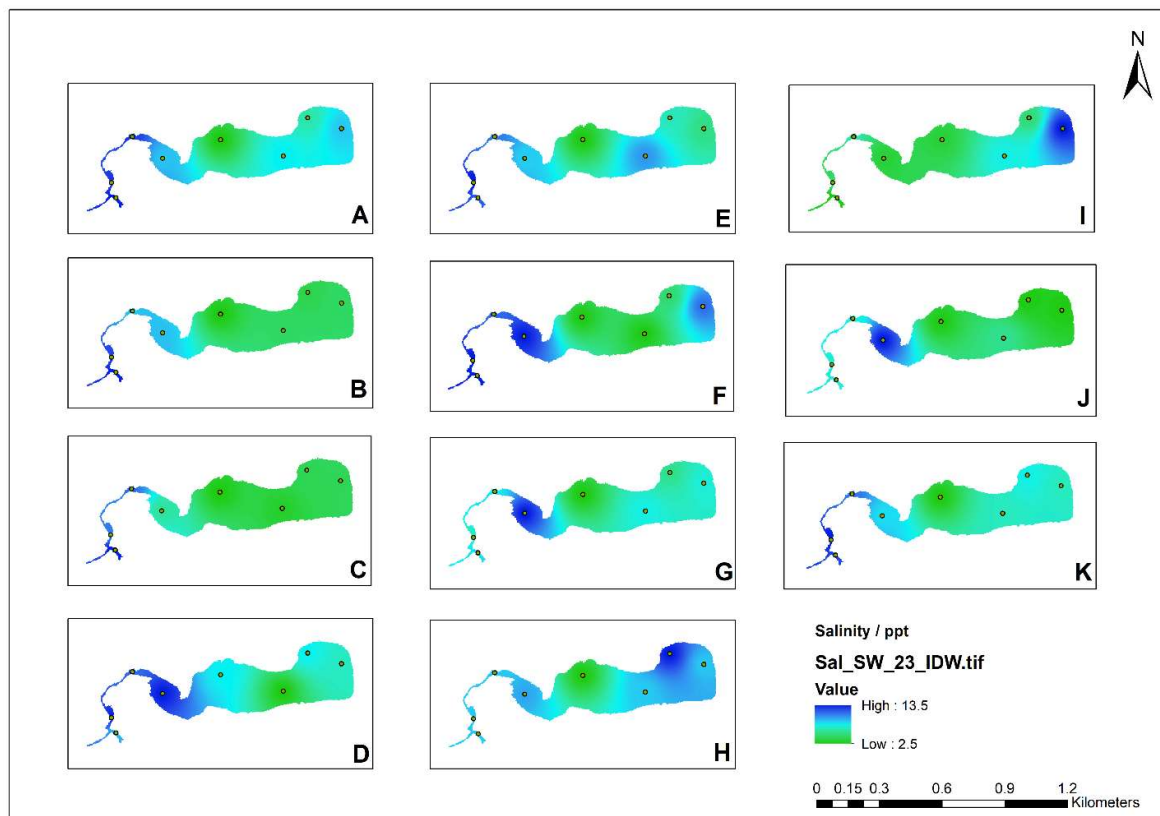 N
A
E
I
B
F
J
C
G
K
D
H
Salinity / ppt
Sal_SW_23_IDW.tif
Value
High : 13.5
Low : 2.5
0 0.15 0.3 0.6 0.9 1.2
Kilometers